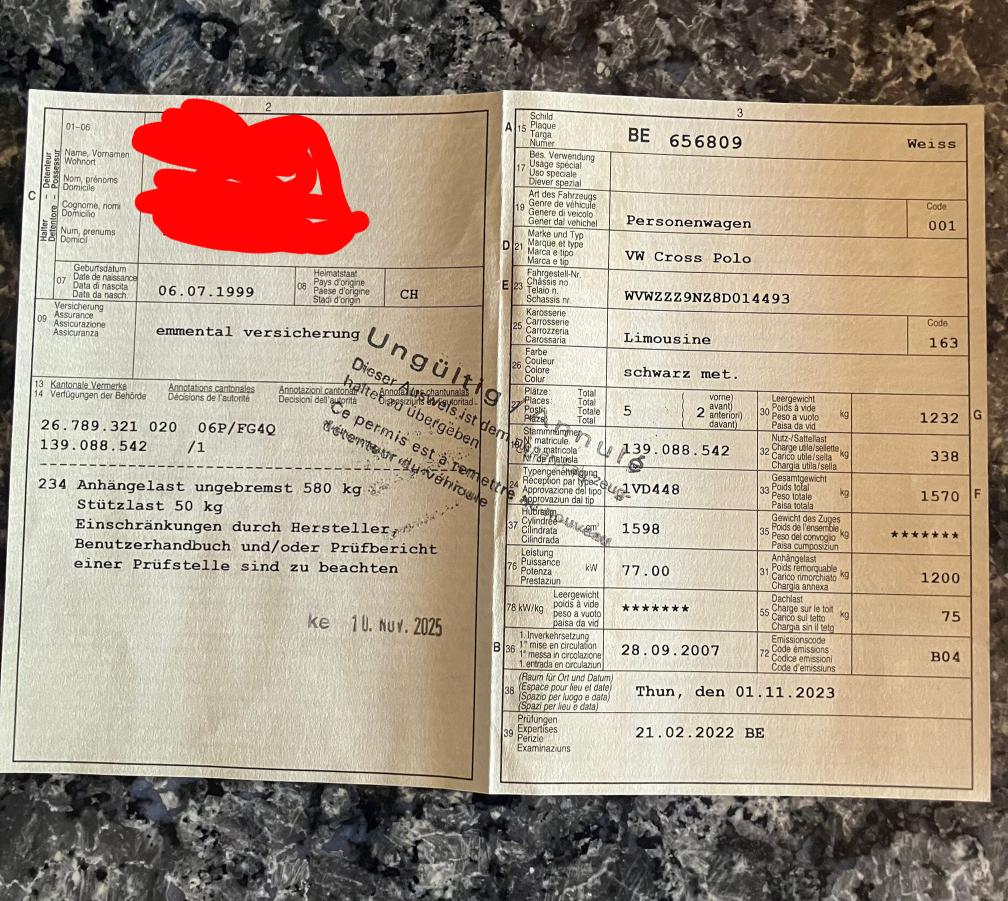 2
01-06
Name, Vornamen
Wohnort
Nom, prénoms
Domicile
Cognome, nomi
Domicilio
Num, prenums
Domicil
C
Halter - Détenteur
Detentore - Possessur
07
Geburtsdatum
Date de naissance
Data di nascita
Data da nasch.
06.07.1999
08
Heimatstaat
Pays d'origine
Paese d'origine
Stadi d'origin
CH
09
Versicherung
Assurance
Assicurazione
Assicuranza
emmental versicherung
13 Kantonale Vermerke Annotations cantonales Annotazioni cantonali Annotaziuns chantunalas
14 Verfügungen der Behörde Décisions de l'autorité Decisioni dell'autorità Disposiziuns da l'autoritad
26.789.321 020 06P/FG4Q
139.088.542 /1
234 Anhängelast ungebremst 580 kg
Stützlast 50 kg
Einschränkungen durch Hersteller,
Benutzerhandbuch und/oder Prüfbericht
einer Prüfstelle sind zu beachten
ke 10. Nov. 2025
Ungültig / Annulé
Dieser Ausweis ist dem
halter zu übergeben
Ce permis est à remettre au nouveau
détenteur du véhicule
3
A 15
Schild
Plaque
Targa
Numer
BE 656809 Weiss
17
Bes. Verwendung
Usage spécial
Uso speciale
Diever spezial
19
Art des Fahrzeugs
Genre de véhicule
Genere di veicolo
Gener dal vehichel
Personenwagen
Code
001
D 21
Marke und Typ
Marque et type
Marca e tipo
Marca e tip
VW Cross Polo
E 23
Fahrgestell-Nr.
Châssis no
Telaio n.
Schassis nr.
WVWZZZ9NZ8D014493
25
Karosserie
Carrosserie
Carrozzeria
Carossaria
Limousine
Code
163
26
Farbe
Couleur
Colore
Colur
schwarz met.
27
Plätze: Total
Places: Total
Posti: Totale
Plazs: Total
5
2
vorne)
avant)
anteriori)
davant)
30
Leergewicht
Poids à vide
Peso a vuoto
Paisa da vid
kg
1232
G
Stammnummer
N° matricule
N. di matricola
Nr. da matricla
139.088.542
32
Nutz-/Sattellast
Charge utile/sellette
Carico utile/sella
Chargia utila/sella
kg
338
24
Typengenehmigung
Réception par type
Approvazione del tipo
Approvaziun dal tip
1VD448
33
Gesamtgewicht
Poids total
Peso totale
Paisa totala
kg
1570
F
37
Hubraum
Cylindrée
Cilindrata
Cilindrada
cm³
1598
35
Gewicht des Zuges
Poids de l'ensemble
Peso del convoglio
Paisa cumposiziun
kg
*******
76
Leistung
Puissance
Potenza
Prestaziun
kW
77.00
31
Anhängelast
Poids remorquable
Carico rimorchiato
Chargia annexa
kg
1200
78 kW/kg
Leergewicht
poids à vide
peso a vuoto
paisa da vid
*******
55
Dachlast
Charge sur le toit
Carico sul tetto
Chargia sin il tetg
kg
75
B 36
1. Inverkehrsetzung
1re mise en circulation
1a messa in circolazione
1. entrada en circulaziun
28.09.2007
72
Emissionscode
Code émissions
Codice emissioni
Code d'emissiuns
B04
38
(Raum für Ort und Datum)
(Espace pour lieu et date)
(Spazio per luogo e data)
(Spazi per lieu e data)
Thun, den 01.11.2023
39
Prüfungen
Expertises
Perizie
Examinaziuns
21.02.2022 BE